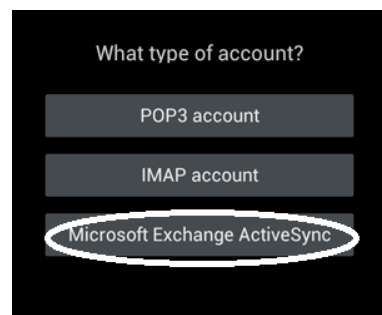 What type of account?
POP3 account
IMAP account
Microsoft Exchange ActiveSync